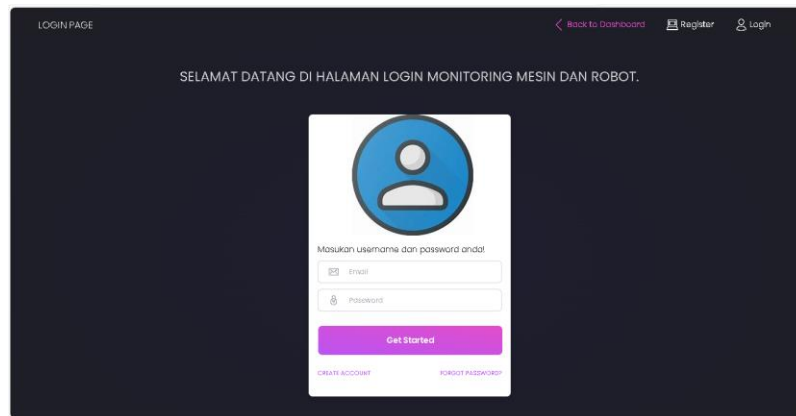 LOGIN PAGE
Back to Dashboard
Register
Login
SELAMAT DATANG DI HALAMAN LOGIN MONITORING MESIN DAN ROBOT.
Masukan username dan password anda!
Email
Password
Get Started
CREATE ACCOUNT
FORGOT PASSWORD?